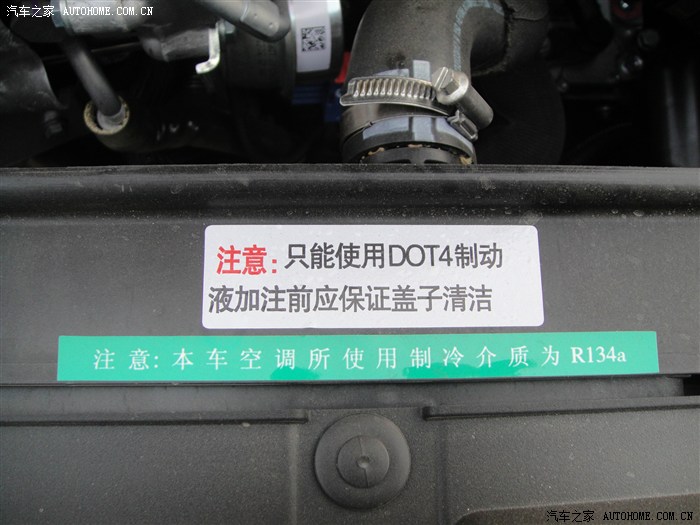 汽车之家 AUTOHOME.COM.CN
注意:只能使用DOT4制动
液加注前应保证盖子清洁
注意:本车空调所使用制冷介质为R134a
汽车之家 AUTOHOME.COM.CN